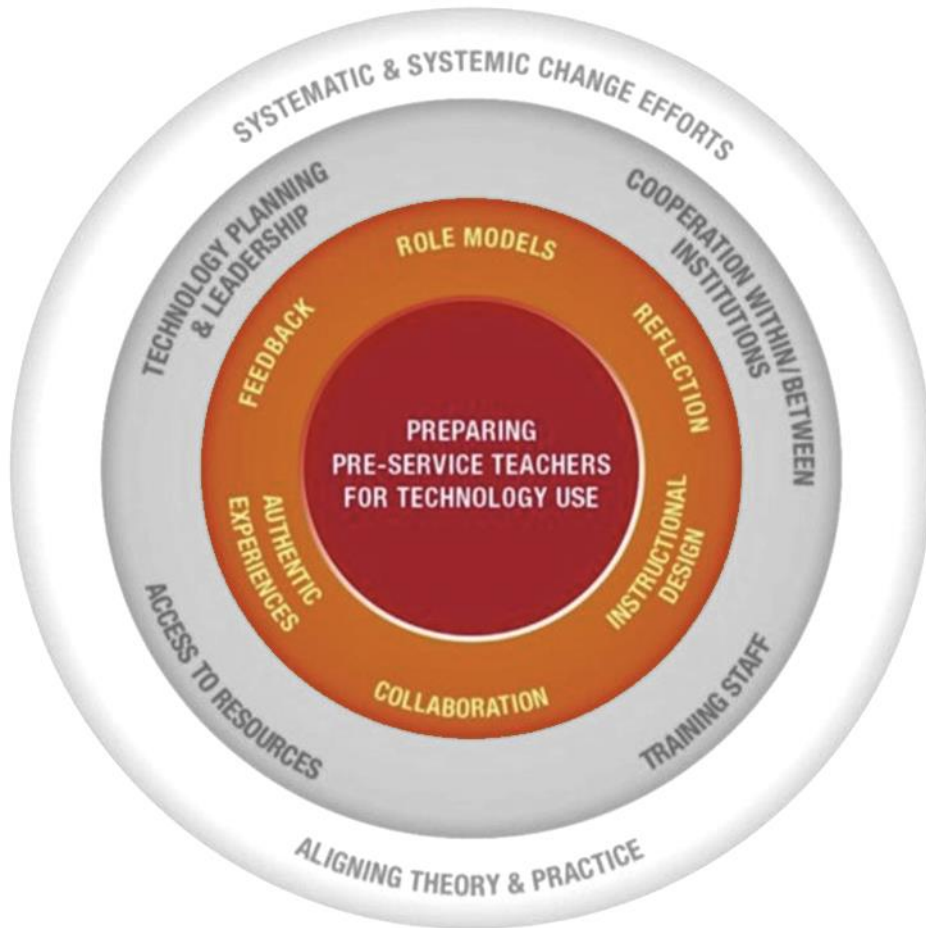 SYSTEMATIC & SYSTEMIC CHANGE EFFORTS
TECHNOLOGY PLANNING
& LEADERSHIP
COOPERATION WITHIN/BETWEEN
INSTITUTIONS
ROLE MODELS
FEEDBACK
REFLECTION
PREPARING
PRE-SERVICE TEACHERS
FOR TECHNOLOGY USE
AUTHENTIC
EXPERIENCES
INSTRUCTIONAL
DESIGN
COLLABORATION
ACCESS TO RESOURCES
TRAINING STAFF
ALIGNING THEORY & PRACTICE